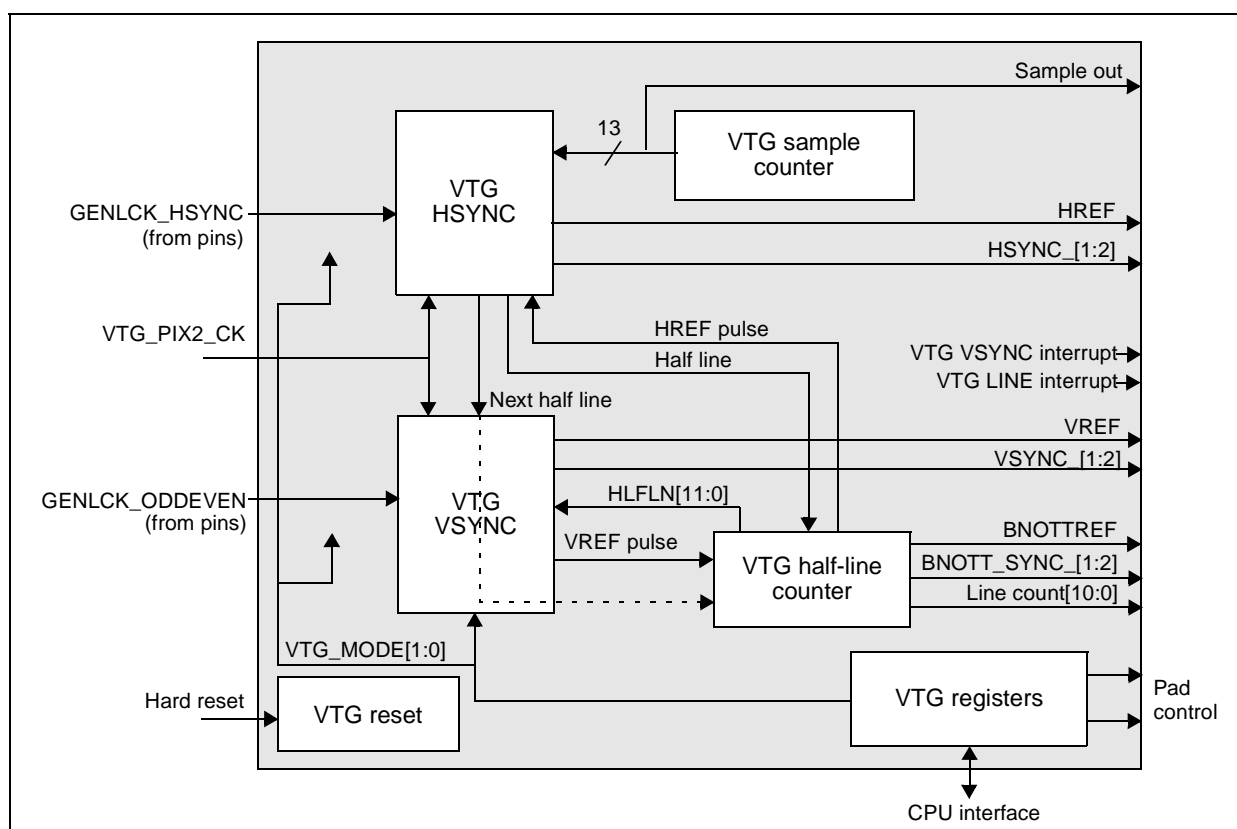 Sample out
13
VTG sample
counter
VTG
HSYNC
GENLCK_HSYNC
(from pins)
HREF
HSYNC_[1:2]
VTG_PIX2_CK
HREF pulse
Half line
VTG VSYNC interrupt
VTG LINE interrupt
Next half line
VREF
VSYNC_[1:2]
GENLCK_ODDEVEN
(from pins)
VTG
VSYNC
HLFLN[11:0]
VREF pulse
VTG half-line
counter
BNOTTREF
BNOTT_SYNC_[1:2]
Line count[10:0]
VTG_MODE[1:0]
Hard reset
VTG reset
VTG registers
Pad
control
CPU interface